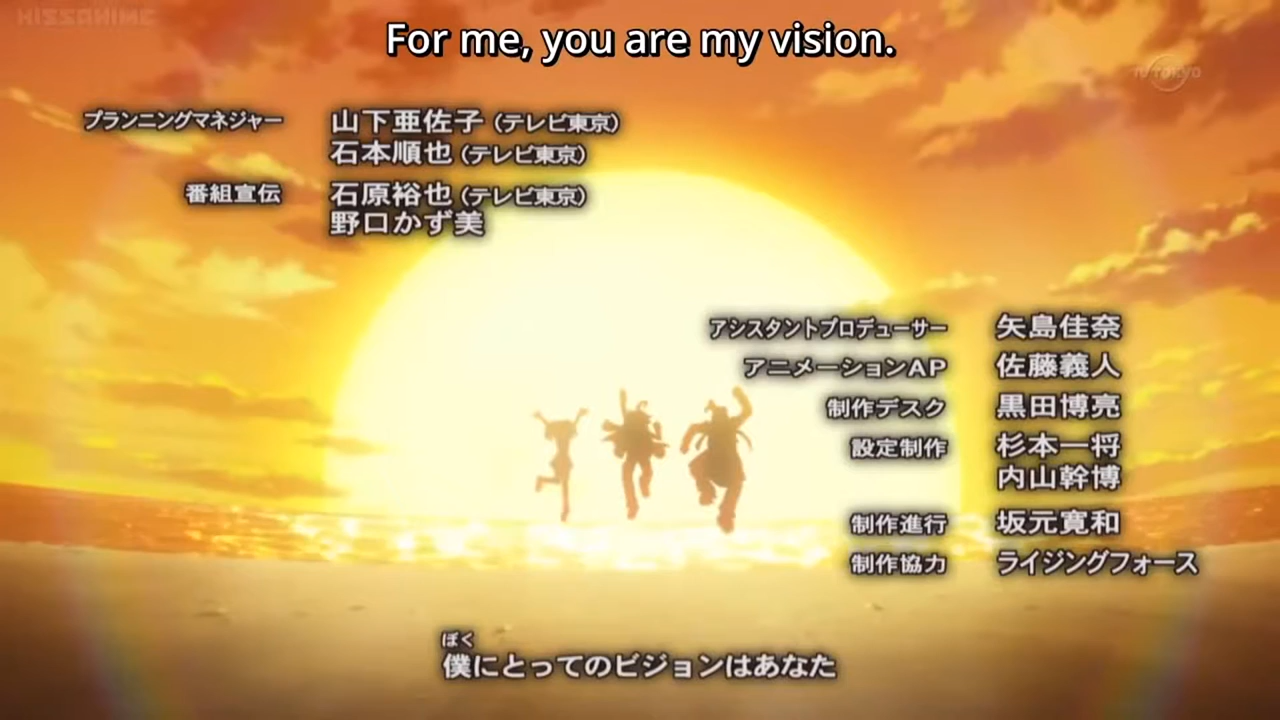 KISSANIME
For me, you are my vision.
TV TOKYO
プランニングマネジャー 山下亜佐子（テレビ東京）
石本順也（テレビ東京）
番組宣伝 石原裕也（テレビ東京）
野口かず美
アシスタントプロデューサー 矢島佳奈
アニメーションAP 佐藤義人
制作デスク 黒田博亮
設定制作 杉本一将
内山幹博
制作進行 坂元寛和
制作協力 ライジングフォース
ぼく
僕にとってのビジョンはあなた